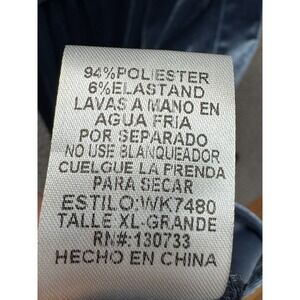 94%POLIESTER
6%ELASTAND
LAVAS A MANO EN
AGUA FRIA
POR SEPARADO
NO USE BLANQUEADOR
CUELGUE LA PRENDA
PARA SECAR
ESTILO:WK7480
TALLE XL-GRANDE
RN#:130733
HECHO EN CHINA